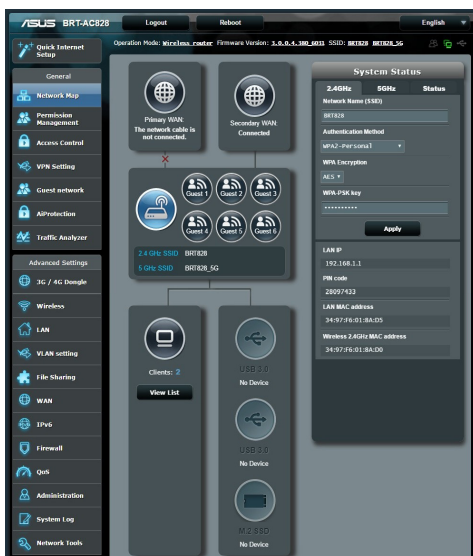 ASUS BRT-AC828
Logout
Reboot
English
Quick Internet
Setup
Operation Mode: Wireless router Firmware Version: 3.0.0.4.380_6031 SSID: BRT828 BRT828_5G
General
Network Map
Permission
Management
Access Control
VPN Setting
Guest network
AiProtection
Traffic Analyzer
Advanced Settings
3G / 4G Dongle
Wireless
LAN
VLAN setting
File Sharing
WAN
IPv6
Firewall
QoS
Administration
System Log
Network Tools
Primary WAN:
The network cable is
not connected.
Secondary WAN:
Connected
Guest 1
Guest 2
Guest 3
Guest 4
Guest 5
Guest 6
2.4 GHz SSID BRT828
5 GHz SSID BRT828_5G
Clients: 2
View List
USB 3.0
No Device
USB 3.0
No Device
M.2 SSD
No Device
System Status
2.4GHz
5GHz
Status
Network Name (SSID)
BRT828
Authentication Method
WPA2-Personal
WPA Encryption
AES
WPA-PSK key
··········
Apply
LAN IP
192.168.1.1
PIN code
28097433
LAN MAC address
34:97:F6:01:8A:D5
Wireless 2.4GHz MAC address
34:97:F6:01:8A:D0